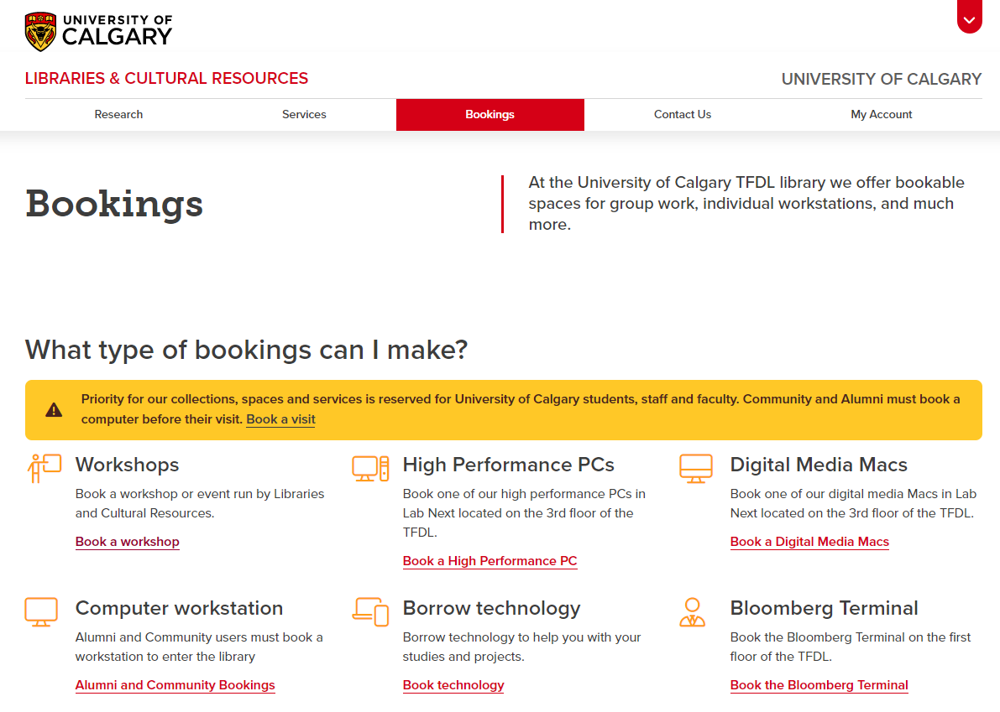 UNIVERSITY OF
CALGARY
LIBRARIES & CULTURAL RESOURCES
UNIVERSITY OF CALGARY
Research
Services
Bookings
Contact Us
My Account
Bookings
At the University of Calgary TFDL library we offer bookable
spaces for group work, individual workstations, and much
more.
What type of bookings can I make?
Priority for our collections, spaces and services is reserved for University of Calgary students, staff and faculty. Community and Alumni must book a
computer before their visit. Book a visit
Workshops
Book a workshop or event run by Libraries
and Cultural Resources.
Book a workshop
High Performance PCs
Book one of our high performance PCs in
Lab Next located on the 3rd floor of the
TFDL.
Book a High Performance PC
Digital Media Macs
Book one of our digital media Macs in Lab
Next located on the 3rd floor of the TFDL.
Book a Digital Media Macs
Computer workstation
Alumni and Community users must book a
workstation to enter the library
Alumni and Community Bookings
Borrow technology
Borrow technology to help you with your
studies and projects.
Book technology
Bloomberg Terminal
Book the Bloomberg Terminal on the first
floor of the TFDL.
Book the Bloomberg Terminal